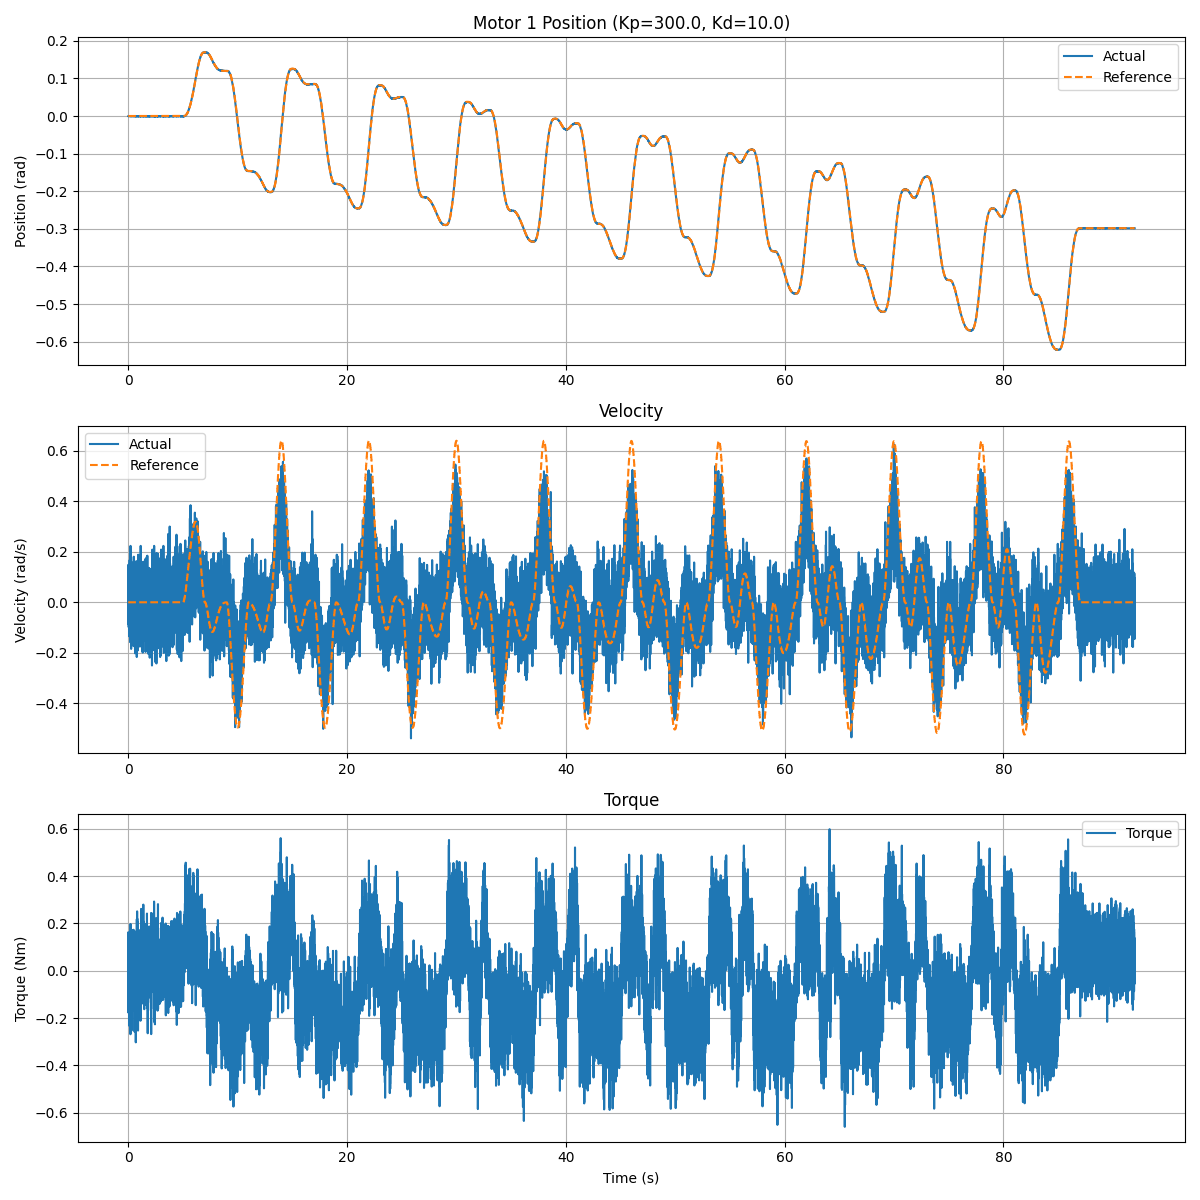 Motor 1 Position (Kp=300.0, Kd=10.0)
Actual
Reference
0.2
0.1
0.0
−0.1
−0.2
−0.3
−0.4
−0.5
−0.6
Position (rad)
0 20 40 60 80
Velocity
Actual
Reference
0.6
0.4
0.2
0.0
−0.2
−0.4
Velocity (rad/s)
0 20 40 60 80
Torque
Torque
0.6
0.4
0.2
0.0
−0.2
−0.4
−0.6
Torque (Nm)
0 20 40 60 80
Time (s)